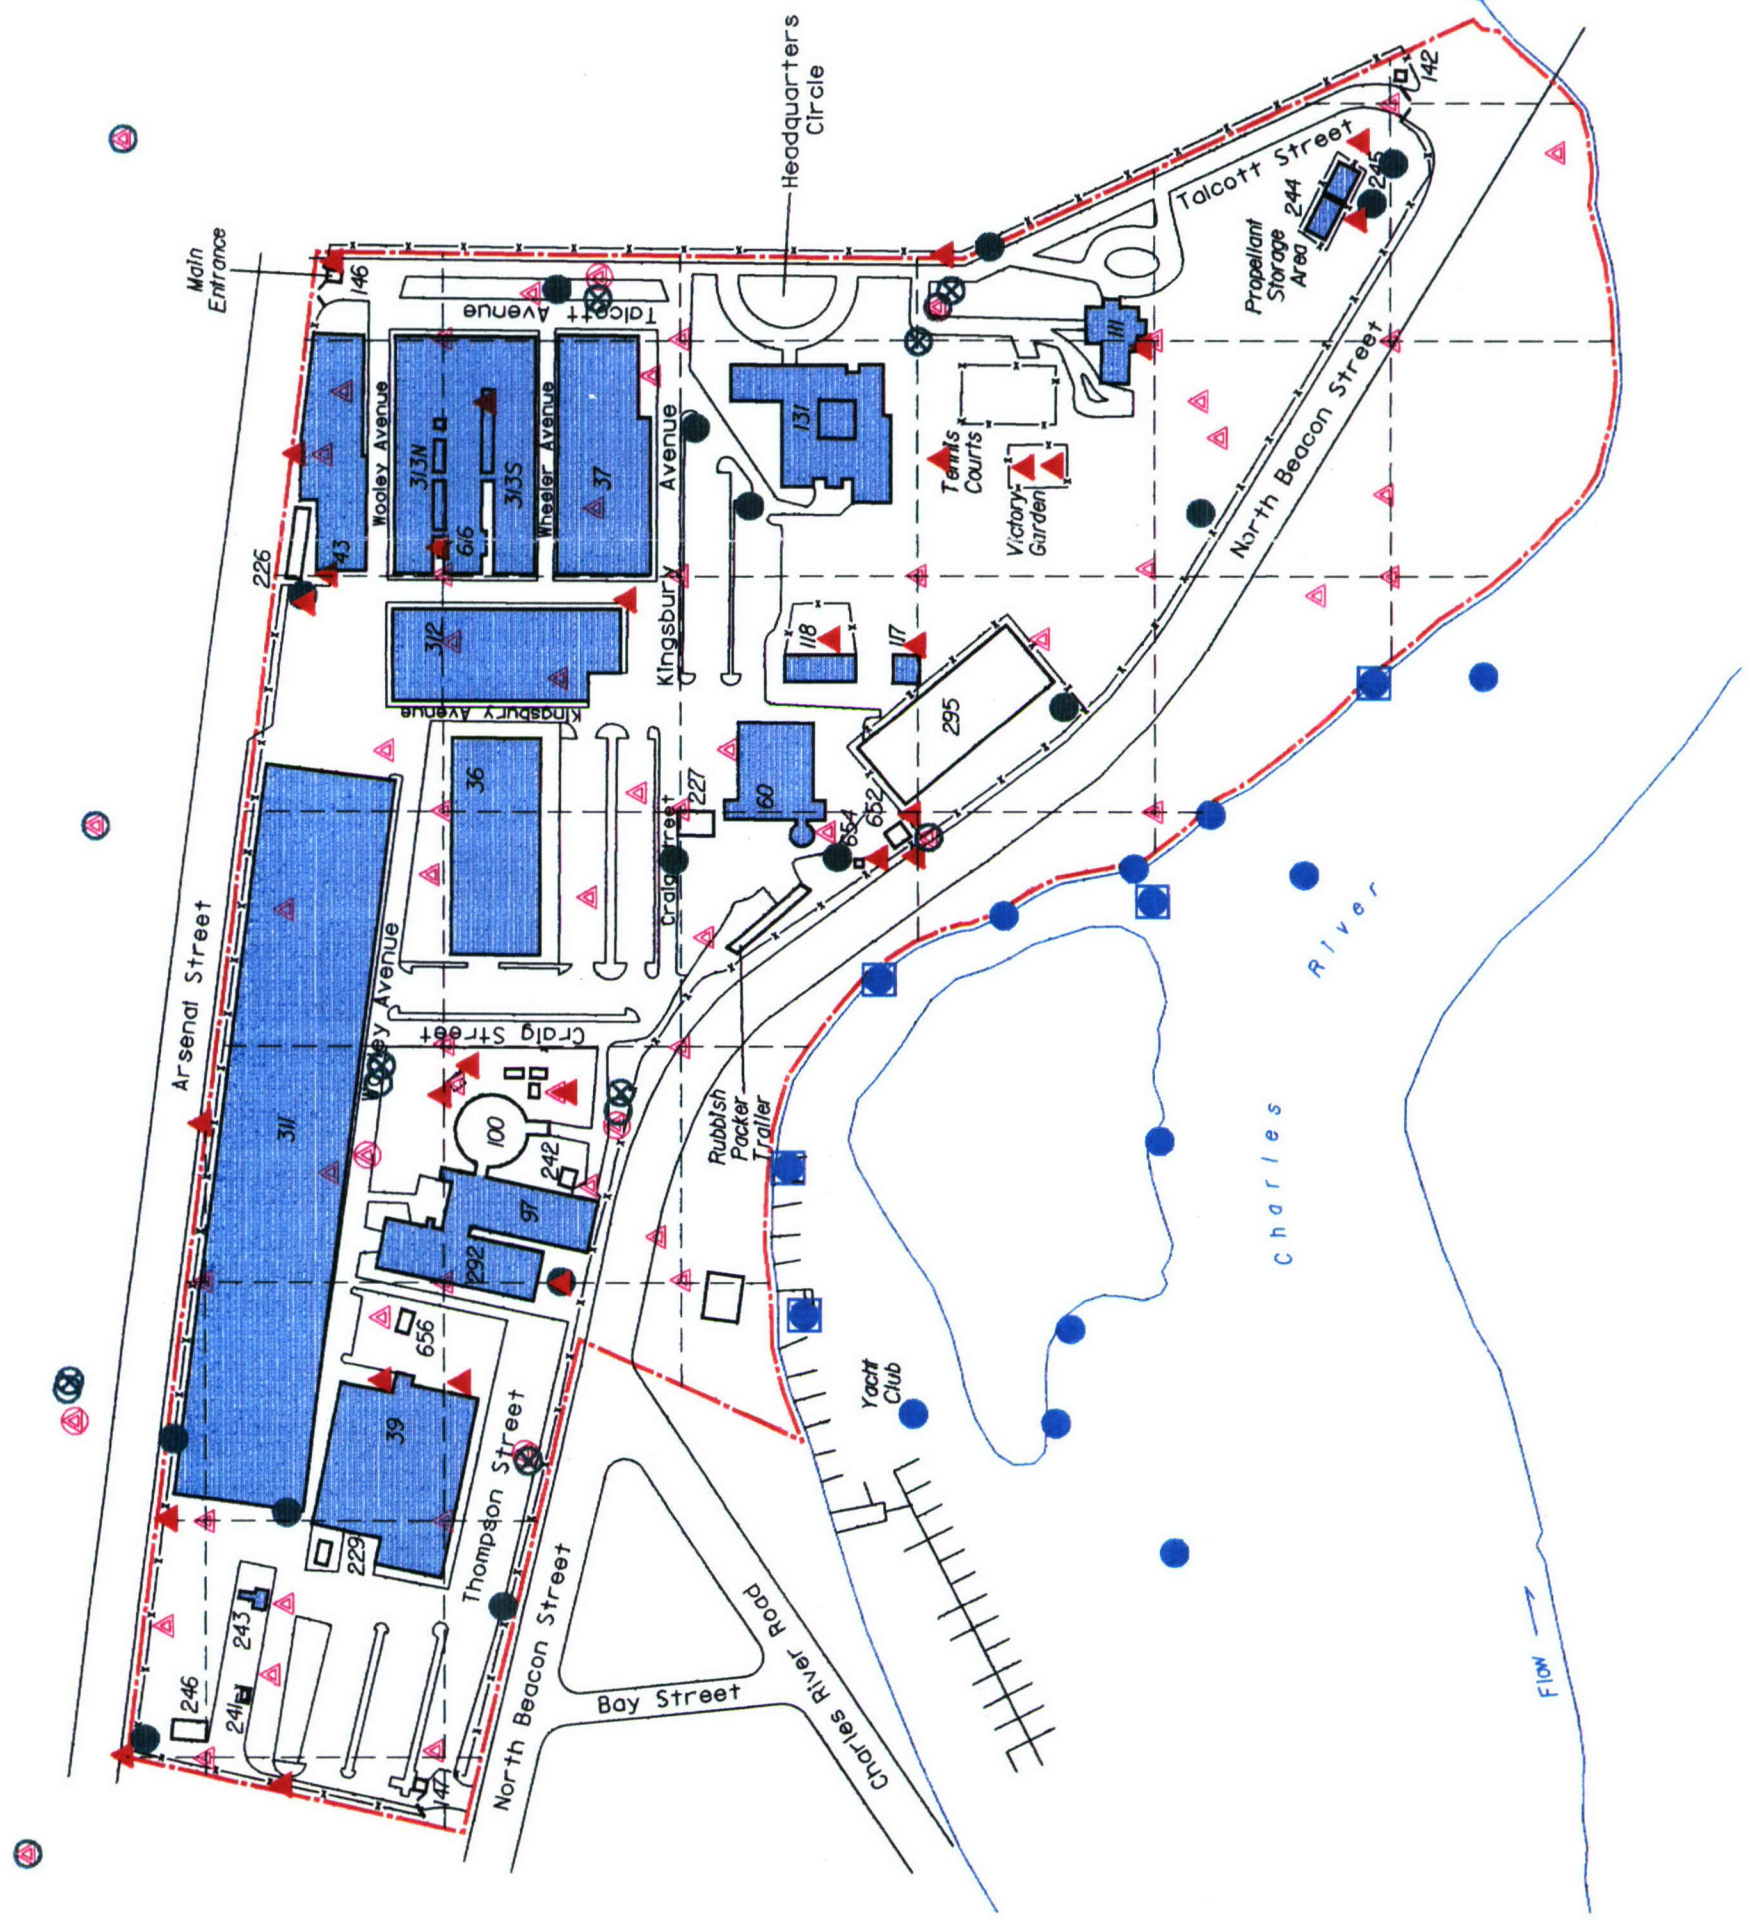 Main
Entrance
146
Headquarters
Circle
142
Talcott Street
245
244
Propellant
Storage
Area
Talcott Avenue
111
North Beacon Street
Tennis
Courts
Victory
Garden
131
37
Wheeler Avenue
313S
616
313N
Wooley Avenue
43
226
312
Kingsbury Avenue
Kingsbury Avenue
118
117
295
36
60
227
652
654
Craig Street
Arsenal Street
311
Craig Street
100
242
97
292
Rubbish
Packer
Trailer
656
39
229
Thompson Street
243
241
246
147
North Beacon Street
Bay Street
Charles River Road
Yacht
Club
Charles River
Flow